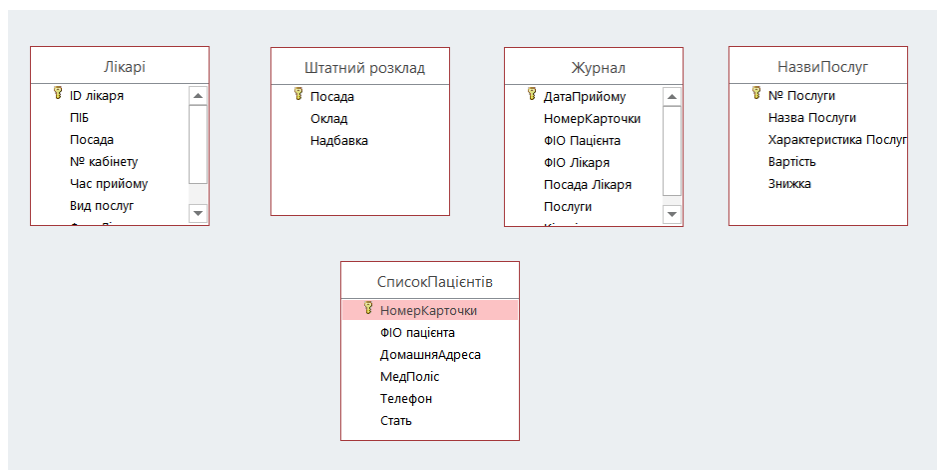 Лікарі
ID лікаря
ПІБ
Посада
№ кабінету
Час прийому
Вид послуг
Штатний розклад
Посада
Оклад
Надбавка
Журнал
ДатаПрийому
НомерКарточки
ФІО Пацієнта
ФІО Лікаря
Посада Лікаря
Послуги
НазвиПослуг
№ Послуги
Назва Послуги
Характеристика Послуг
Вартість
Знижка
СписокПацієнтів
НомерКарточки
ФІО пацієнта
ДомашняАдреса
МедПоліс
Телефон
Стать